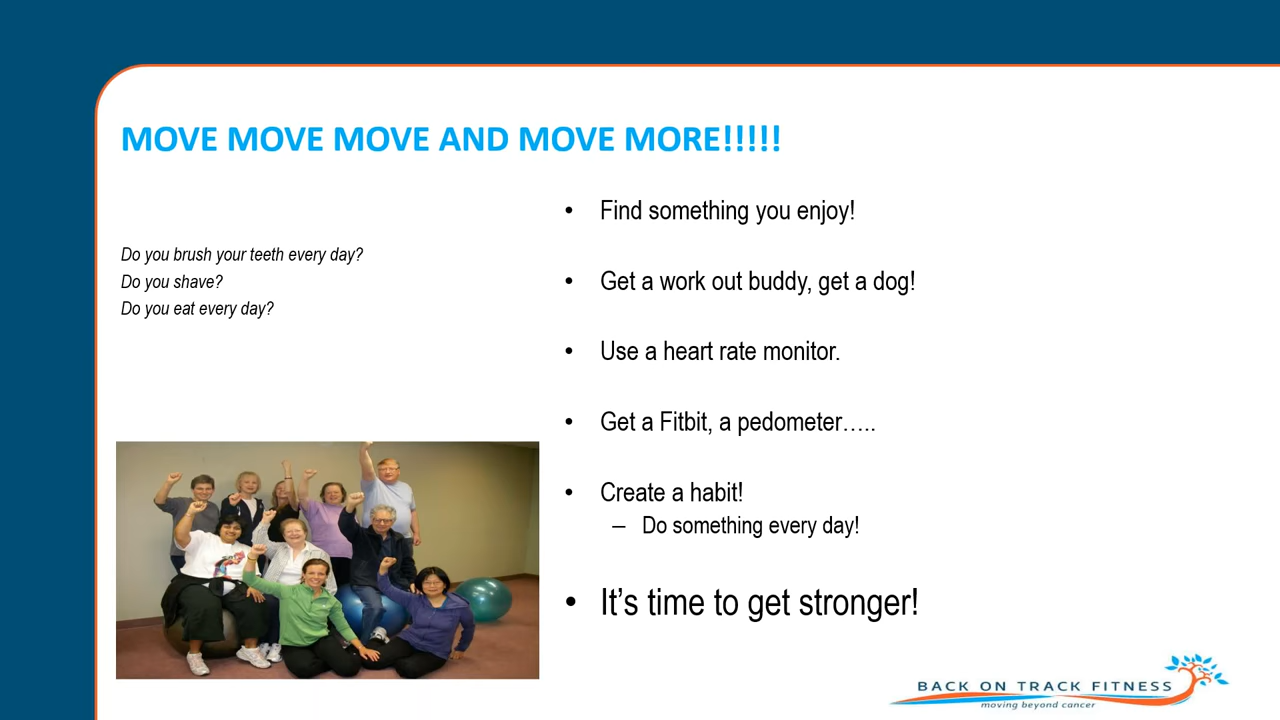 MOVE MOVE MOVE AND MOVE MORE!!!!!
Do you brush your teeth every day?
Do you shave?
Do you eat every day?
• Find something you enjoy!
• Get a work out buddy, get a dog!
• Use a heart rate monitor.
• Get a Fitbit, a pedometer…..
• Create a habit!
– Do something every day!
• It’s time to get stronger!
BACK ON TRACK FITNESS
moving beyond cancer